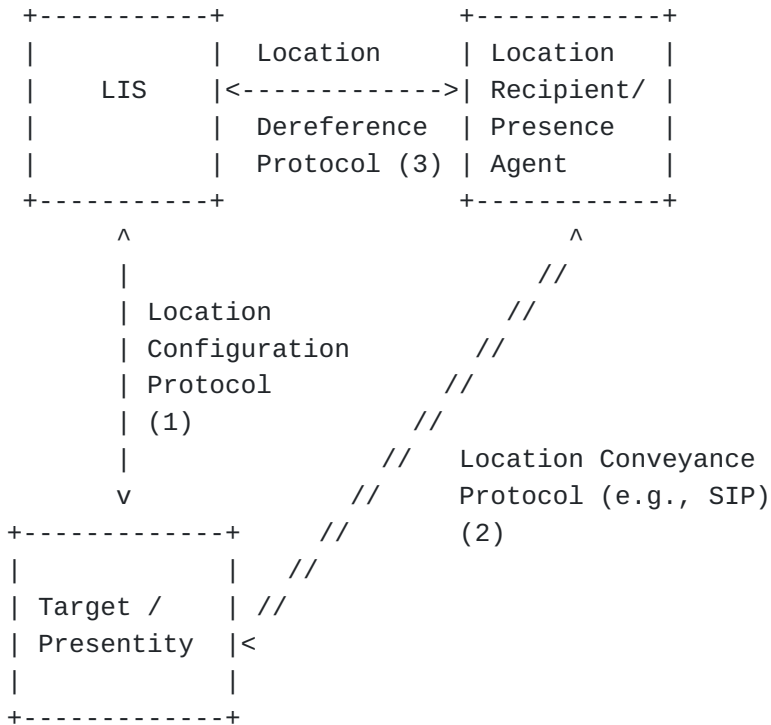 +-----------+                +------------+
|           |  Location      | Location   |
|    LIS    |<------------->| Recipient/ |
|           |  Dereference   | Presence   |
|           |  Protocol (3)  | Agent      |
+-----------+                +------------+
      ^                             ^
      |                           //
      | Location                //
      | Configuration         //
      | Protocol            //
      | (1)               //
      |                 //   Location Conveyance
      v               //     Protocol (e.g., SIP)
+-------------+     //       (2)
|             |   //
| Target /    | //
| Presentity  |<
|             |
+-------------+